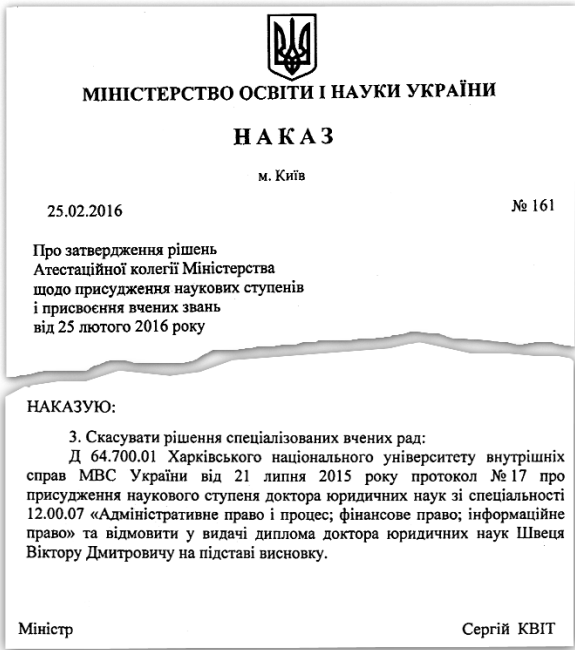 МІНІСТЕРСТВО ОСВІТИ І НАУКИ УКРАЇНИ
НАКАЗ
м. Київ
25.02.2016
№ 161
Про затвердження рішень
Атестаційної колегії Міністерства
щодо присудження наукових ступенів
і присвоєння вчених звань
від 25 лютого 2016 року
НАКАЗУЮ:
3. Скасувати рішення спеціалізованих вчених рад:
Д 64.700.01 Харківського національного університету внутрішніх
справ МВС України від 21 липня 2015 року протокол № 17 про
присудження наукового ступеня доктора юридичних наук зі спеціальності
12.00.07 «Адміністративне право і процес; фінансове право; інформаційне
право» та відмовити у видачі диплома доктора юридичних наук Швеця
Віктору Дмитровичу на підставі висновку.
Міністр
Сергій КВІТ